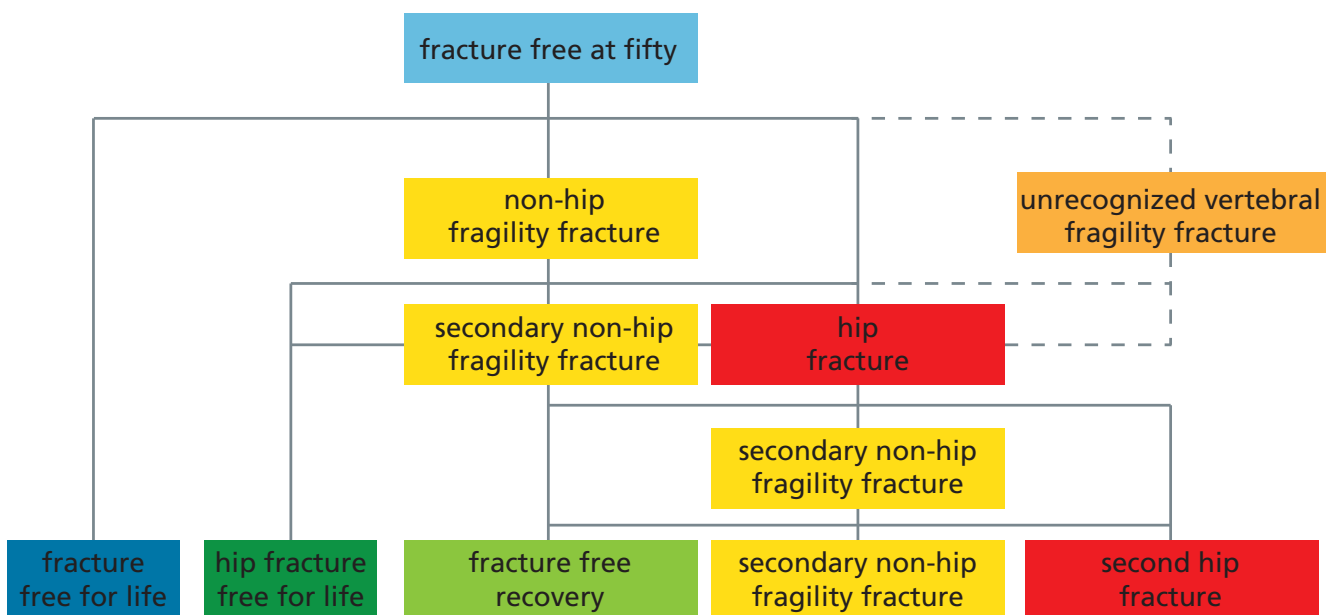 fracture free at fifty
non-hip
fragility fracture
unrecognized vertebral
fragility fracture
secondary non-hip
fragility fracture
hip
fracture
secondary non-hip
fragility fracture
fracture
free for life
hip fracture
free for life
fracture free
recovery
secondary non-hip
fragility fracture
second hip
fracture